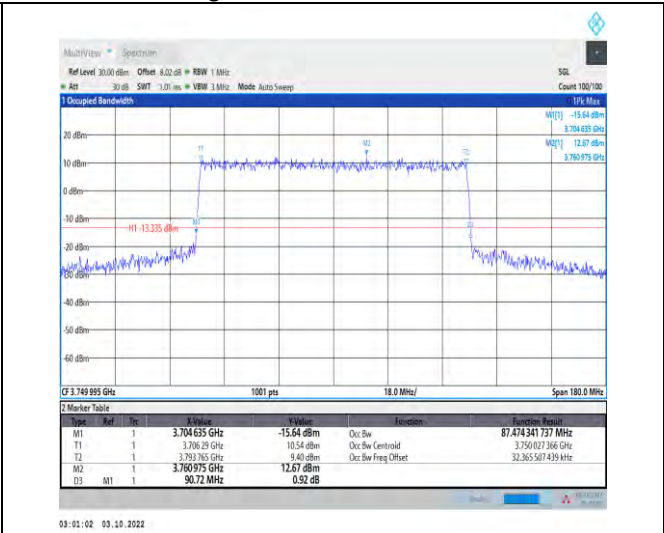 MultiView Spectrum
Ref Level 30.00 dBm Offset 8.02 dB RBW 1 MHz SGL
Att 30 dB SWT 1.01 ms VBW 3 MHz Mode Auto Sweep Count 100/100
1 Occupied Bandwidth 1Pk Max
M1[1] -15.64 dBm
3.704 635 GHz
20 dBm
M2[1] 12.67 dBm
3.760 975 GHz
T1
M2
10 dBm
0 dBm
-10 dBm
H1 -13.335 dBm
M1
D3
-20 dBm
-30 dBm
-40 dBm
-50 dBm
-60 dBm
CF 3.749 995 GHz 1001 pts 18.0 MHz/ Span 180.0 MHz
2 Marker Table
Type Ref Trc X-Value Y-Value Function Function Result
M1 1 3.704 635 GHz -15.64 dBm Occ Bw 87.474 341 737 MHz
T1 1 3.706 29 GHz 10.54 dBm Occ Bw Centroid 3.750 027 366 GHz
T2 1 3.793 765 GHz 9.40 dBm Occ Bw Freq Offset 32.365 507 439 kHz
M2 1 3.760 975 GHz 12.67 dBm
D3 M1 1 90.72 MHz 0.92 dB
03:01:02 03.10.2022